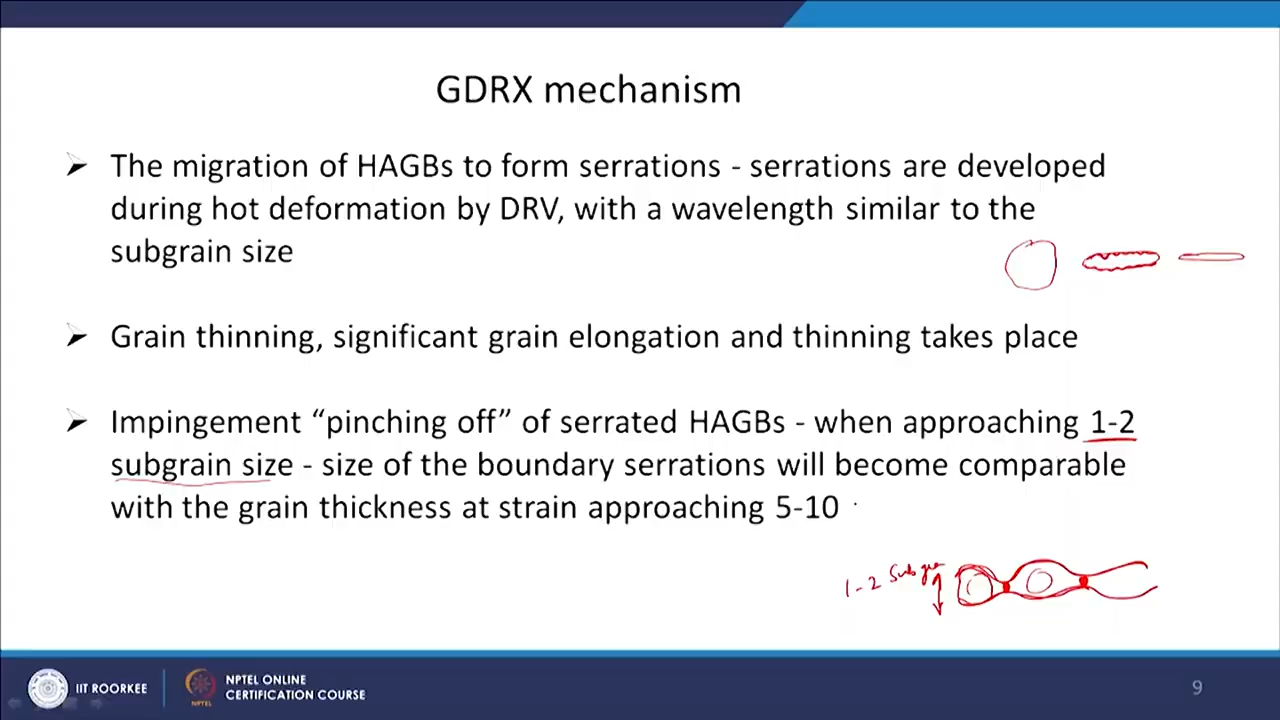 GDRX mechanism
The migration of HAGBs to form serrations - serrations are developed
during hot deformation by DRV, with a wavelength similar to the
subgrain size
Grain thinning, significant grain elongation and thinning takes place
Impingement “pinching off” of serrated HAGBs - when approaching 1-2
subgrain size - size of the boundary serrations will become comparable
with the grain thickness at strain approaching 5-10
1-2
IIT ROORKEE
NPTEL
NPTEL ONLINE
CERTIFICATION COURSE
9